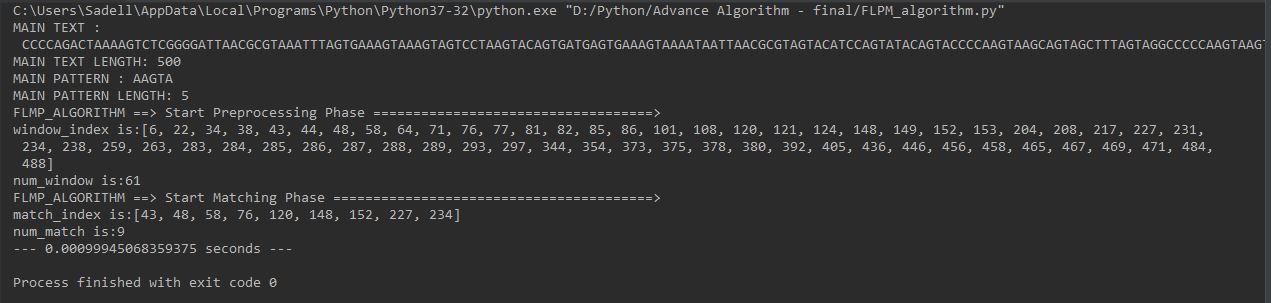 C:\Users\Sadell\AppData\Local\Programs\Python\Python37-32\python.exe "D:/Python/Advance Algorithm - final/FLPM_algorithm.py"
MAIN TEXT :
CCCCAGACTAAAAGTCTCGGGGATTAACGCGTAAATTTAGTGAAAGTAAAGTAGTCCTAAGTACAGTGATGAGTGAAAGTAAAATAATTAACGCGTAGTACATCCAGTATACAGTACCCCAAGTAAGCAGTAGCTTTAGTAGGCCCCCAAGTAAGT
MAIN TEXT LENGTH: 500
MAIN PATTERN : AAGTA
MAIN PATTERN LENGTH: 5
FLMP_ALGORITHM ==> Start Preprocessing Phase ===================================>
window_index is:[6, 22, 34, 38, 43, 44, 48, 58, 64, 71, 76, 77, 81, 82, 85, 86, 101, 108, 120, 121, 124, 148, 149, 152, 153, 204, 208, 217, 227, 231,
234, 238, 259, 263, 283, 284, 285, 286, 287, 288, 289, 293, 297, 344, 354, 373, 375, 378, 380, 392, 405, 436, 446, 456, 458, 465, 467, 469, 471, 484,
488]
num_window is:61
FLMP_ALGORITHM ==> Start Matching Phase ========================================>
match_index is:[43, 48, 58, 76, 120, 148, 152, 227, 234]
num_match is:9
--- 0.00099945068359375 seconds ---
Process finished with exit code 0